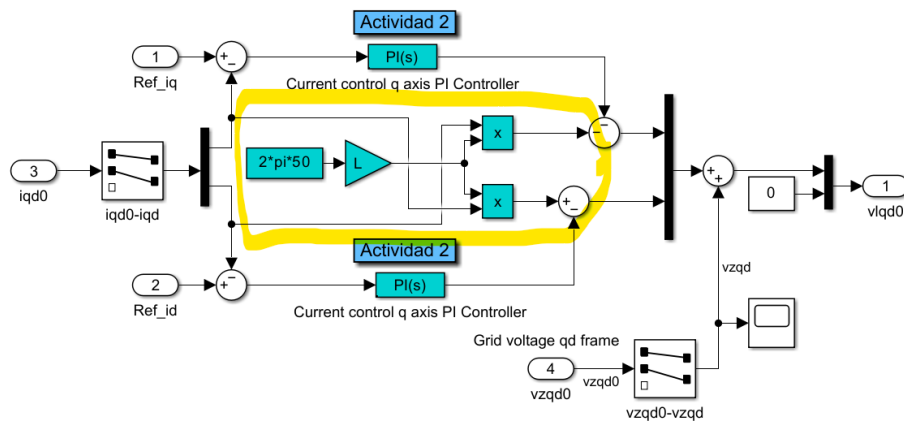 Actividad 2
1
Ref_iq
PI(s)
Current control q axis PI Controller
3
iqd0
iqd0-iqd
2*pi*50
L
x
x
0
1
vlqd0
vzqd
Actividad 2
2
Ref_id
PI(s)
Current control q axis PI Controller
Grid voltage qd frame
4
vzqd0
vzqd0
vzqd0-vzqd